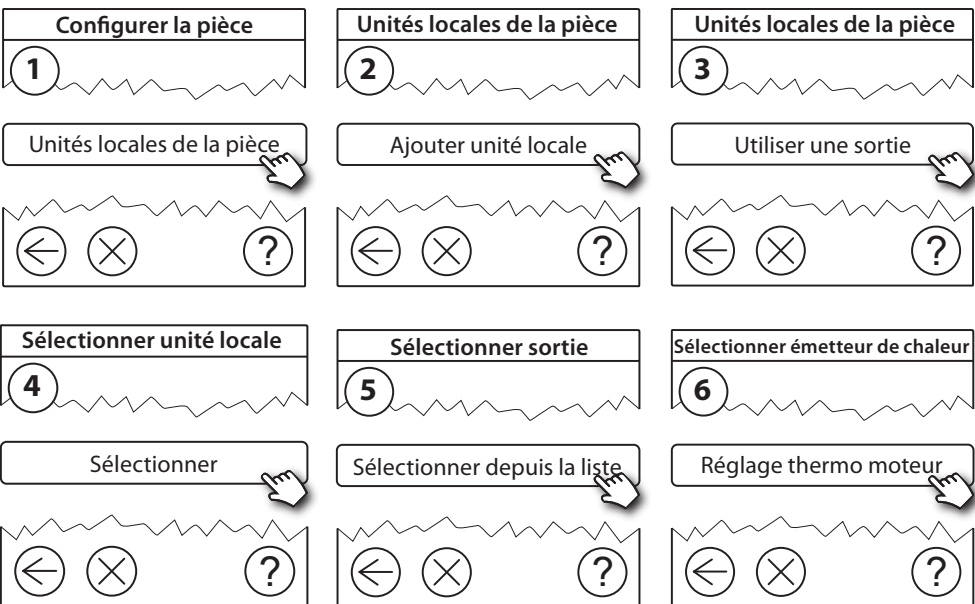 Configurer la pièce
1
Unités locales de la pièce
?
Unités locales de la pièce
2
Ajouter unité locale
?
Unités locales de la pièce
3
Utiliser une sortie
?
Sélectionner unité locale
4
Sélectionner
?
Sélectionner sortie
5
Sélectionner depuis la liste
?
Sélectionner émetteur de chaleur
6
Réglage thermo moteur
?